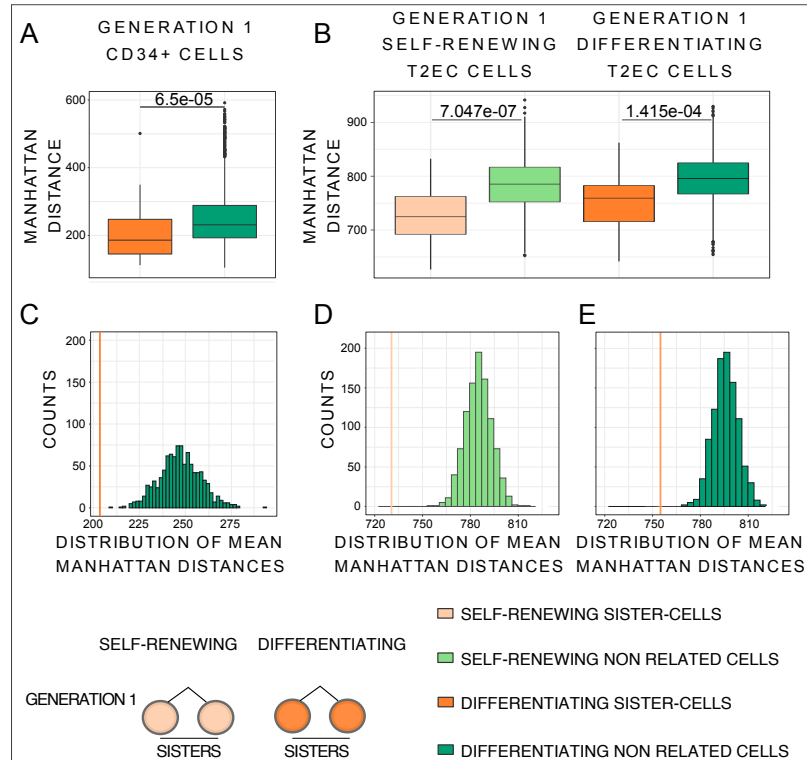 A
GENERATION 1
CD34+ CELLS
B
GENERATION 1
SELF-RENEWING
T2EC CELLS
GENERATION 1
DIFFERENTIATING
T2EC CELLS
MANHATTAN
DISTANCE
600
400
200
6.5e-05
MANHATTAN
DISTANCE
900
800
700
7.047e-07
1.415e-04
C
COUNTS
200
150
100
50
0
200
225
250
275
DISTRIBUTION OF MEAN
MANHATTAN DISTANCES
D
COUNTS
200
150
100
50
0
720
750
780
810
DISTRIBUTION OF MEAN
MANHATTAN DISTANCES
E
720
750
780
810
DISTRIBUTION OF MEAN
MANHATTAN DISTANCES
SELF-RENEWING
DIFFERENTIATING
GENERATION 1
SISTERS
SISTERS
SELF-RENEWING SISTER-CELLS
SELF-RENEWING NON RELATED CELLS
DIFFERENTIATING SISTER-CELLS
DIFFERENTIATING NON RELATED CELLS